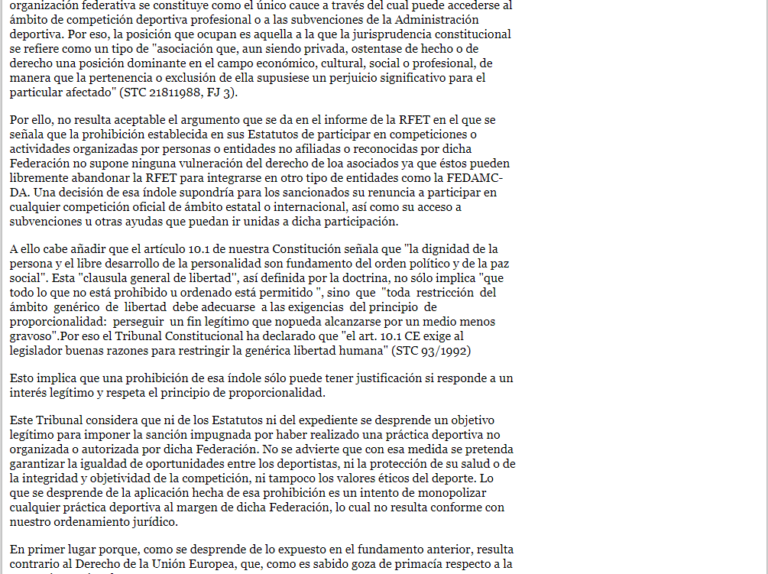 organización federativa se constituye como el único cauce a través del cual puede accederse al
ámbito de competición deportiva profesional o a las subvenciones de la Administración
deportiva. Por eso, la posición que ocupan es aquella a la que la jurisprudencia constitucional
se refiere como un tipo de "asociación que, aun siendo privada, ostentase de hecho o de
derecho una posición dominante en el campo económico, cultural, social o profesional, de
manera que la pertenencia o exclusión de ella supusiese un perjuicio significativo para el
particular afectado" (STC 21811988, FJ 3).
Por ello, no resulta aceptable el argumento que se da en el informe de la RFET en el que se
señala que la prohibición establecida en sus Estatutos de participar en competiciones o
actividades organizadas por personas o entidades no afiliadas o reconocidas por dicha
Federación no supone ninguna vulneración del derecho de loa asociados ya que éstos pueden
libremente abandonar la RFET para integrarse en otro tipo de entidades como la FEDAMC-
DA. Una decisión de esa índole supondría para los sancionados su renuncia a participar en
cualquier competición oficial de ámbito estatal o internacional, así como su acceso a
subvenciones u otras ayudas que puedan ir unidas a dicha participación.
A ello cabe añadir que el artículo 10.1 de nuestra Constitución señala que "la dignidad de la
persona y el libre desarrollo de la personalidad son fundamento del orden político y de la paz
social". Esta "clausula general de libertad", así definida por la doctrina, no sólo implica "que
todo lo que no está prohibido u ordenado está permitido ", sino que "toda restricción del
ámbito genérico de libertad debe adecuarse a las exigencias del principio de
proporcionalidad: perseguir un fin legítimo que nopueda alcanzarse por un medio menos
gravoso".Por eso el Tribunal Constitucional ha declarado que "el art. 10.1 CE exige al
legislador buenas razones para restringir la genérica libertad humana" (STC 93/1992)
Esto implica que una prohibición de esa índole sólo puede tener justificación si responde a un
interés legítimo y respeta el principio de proporcionalidad.
Este Tribunal considera que ni de los Estatutos ni del expediente se desprende un objetivo
legítimo para imponer la sanción impugnada por haber realizado una práctica deportiva no
organizada o autorizada por dicha Federación. No se advierte que con esa medida se pretenda
garantizar la igualdad de oportunidades entre los deportistas, ni la protección de su salud o de
la integridad y objetividad de la competición, ni tampoco los valores éticos del deporte. Lo
que se desprende de la aplicación hecha de esa prohibición es un intento de monopolizar
cualquier práctica deportiva al margen de dicha Federación, lo cual no resulta conforme con
nuestro ordenamiento jurídico.
En primer lugar porque, como se desprende de lo expuesto en el fundamento anterior, resulta
contrario al Derecho de la Unión Europea, que, como es sabido goza de primacía respecto a la